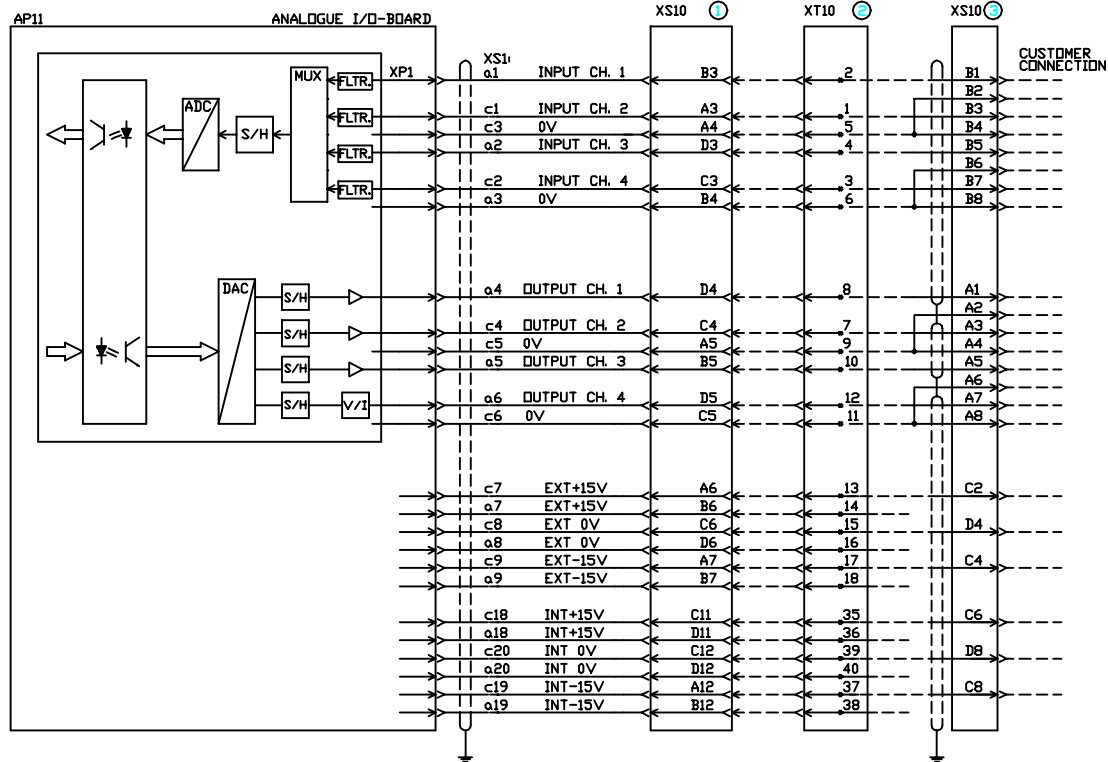 XS10 1 XT10 2 XS10 3
AP11 ANALOGUE I/O-BOARD
CUSTOMER
CONNECTION
XS1
MUX FLTR. XP1 a1 INPUT CH. 1 B3 2 B1
B2
ADC S/H FLTR. c1 INPUT CH. 2 A3 1 B3
c3 0V A4 5 B4
FLTR. a2 INPUT CH. 3 D3 4 B5
B6
FLTR. c2 INPUT CH. 4 C3 3 B7
a3 0V B4 6 B8
DAC S/H a4 OUTPUT CH. 1 D4 8 A1
A2
S/H c4 OUTPUT CH. 2 C4 7 A3
c5 0V A5 9 A4
S/H a5 OUTPUT CH. 3 B5 10 A5
A6
S/H V/I a6 OUTPUT CH. 4 D5 12 A7
c6 0V C5 11 A8
c7 EXT+15V A6 13 C2
a7 EXT+15V B6 14
c8 EXT 0V C6 15 D4
a8 EXT 0V D6 16
c9 EXT-15V A7 17 C4
a9 EXT-15V B7 18
c18 INT+15V C11 35 C6
a18 INT+15V D11 36
c20 INT 0V C12 39 D8
a20 INT 0V D12 40
c19 INT-15V A12 37 C8
a19 INT-15V B12 38